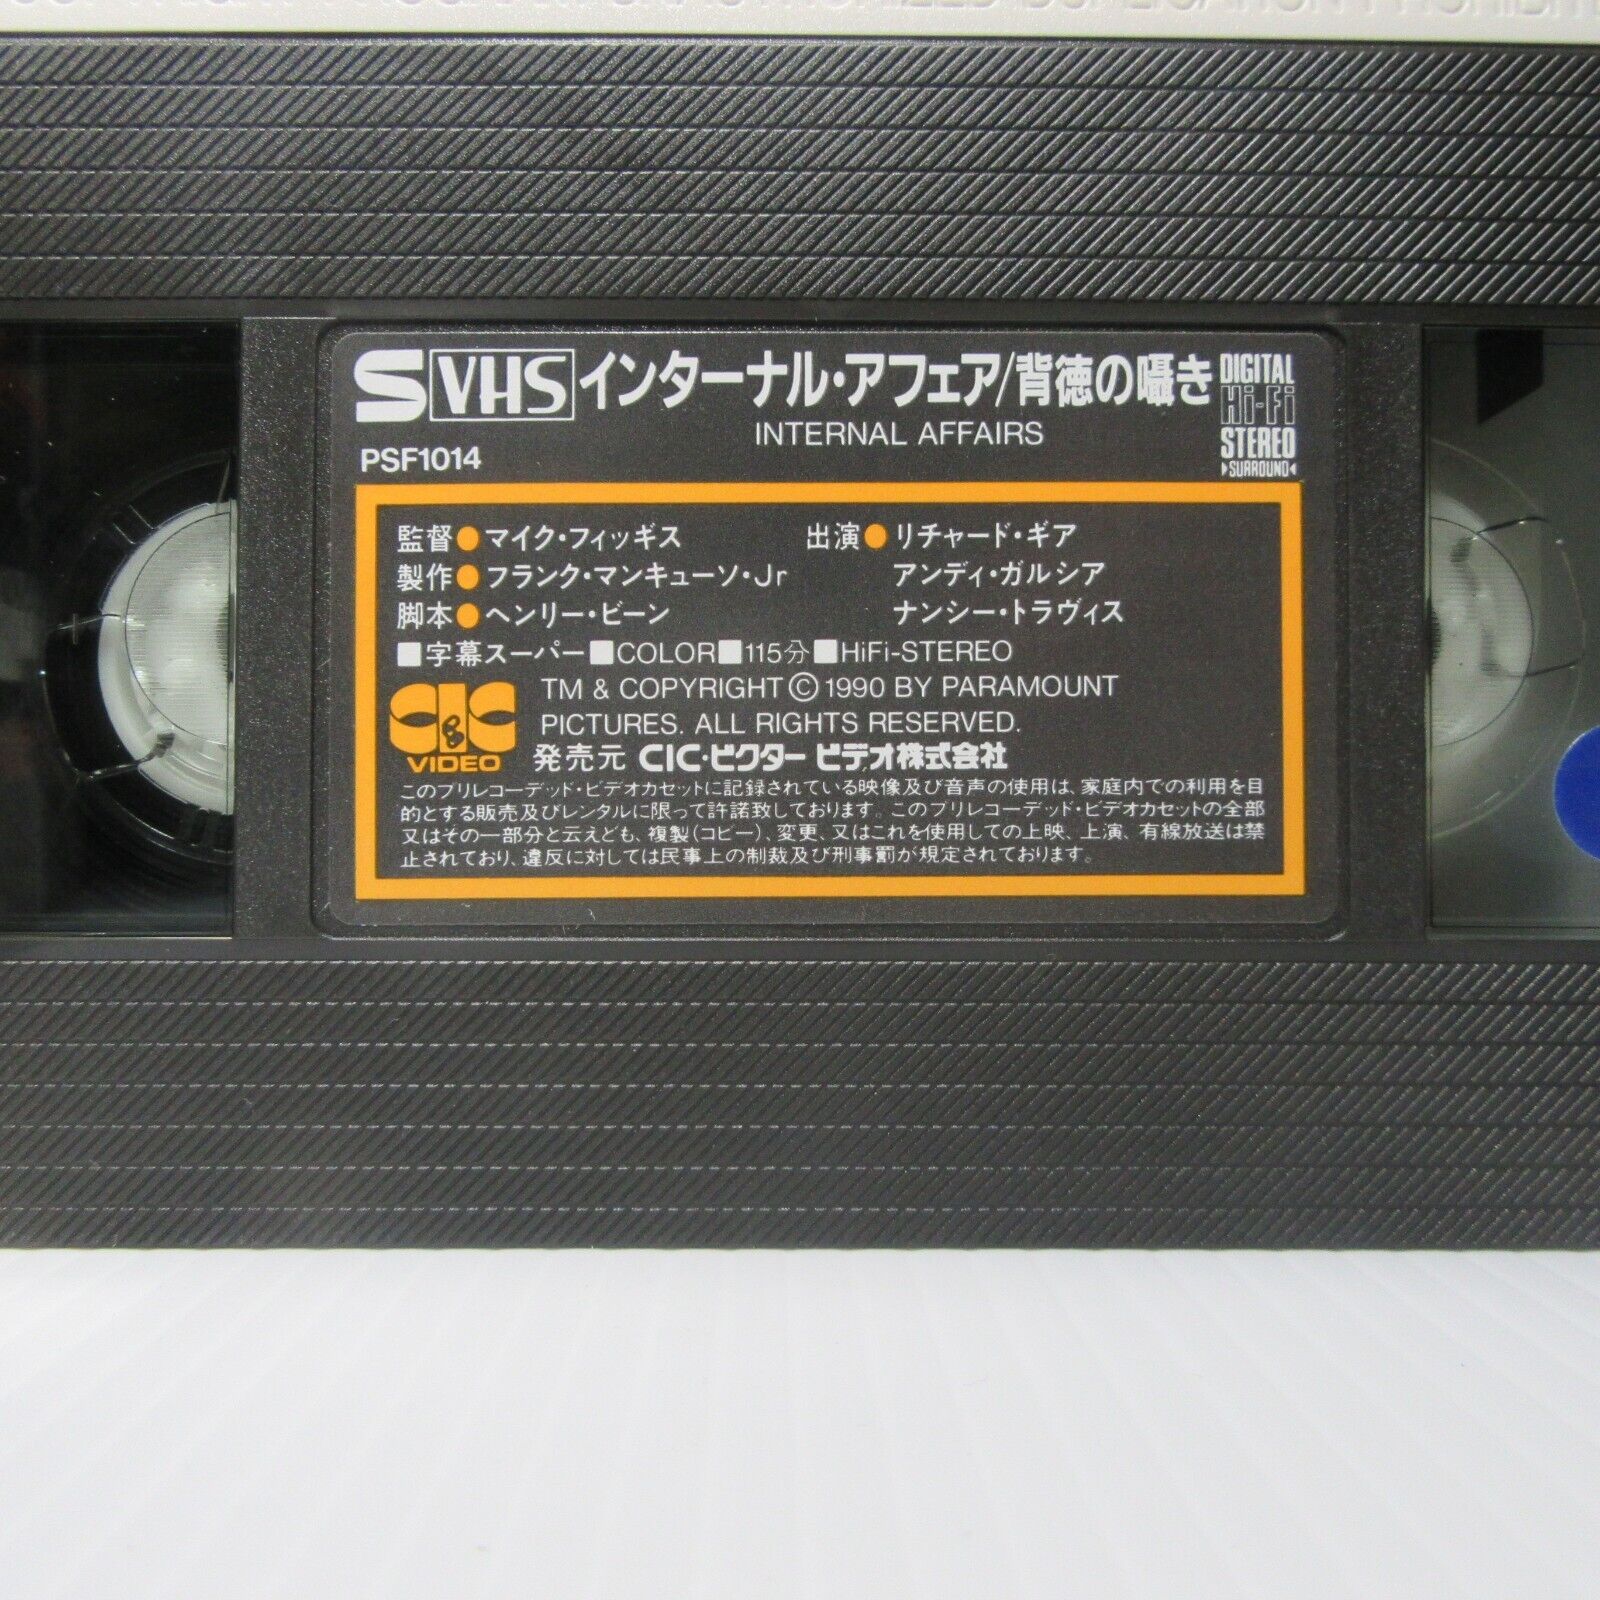 UNAUTHORIZED DUPLICATION PROHIBITE
S VHS インターナル・アフェア/背徳の囁き
INTERNAL AFFAIRS
DIGITAL
Hi-Fi
STEREO
▶SURROUND◀
PSF1014
監督●マイク・フィッギス 出演●リチャード・ギア
製作●フランク・マンキューソ・Jr アンディ・ガルシア
脚本●ヘンリー・ビーン ナンシー・トラヴィス
■字幕スーパー■COLOR■115分■HiFi-STEREO
TM & COPYRIGHT © 1990 BY PARAMOUNT
PICTURES. ALL RIGHTS RESERVED.
CIC
VIDEO
発売元 CIC・ビクター ビデオ株式会社
このプリレコーデッド・ビデオカセットに記録されている映像及び音声の使用は、家庭内での利用を目
的とする販売及びレンタルに限って許諾致しております。このプリレコーデッド・ビデオカセットの全部
又はその一部分と云えども、複製(コピー)、変更、又はこれを使用しての上映、上演、有線放送は禁
止されており、違反に対しては民事上の制裁及び刑事罰が規定されております。